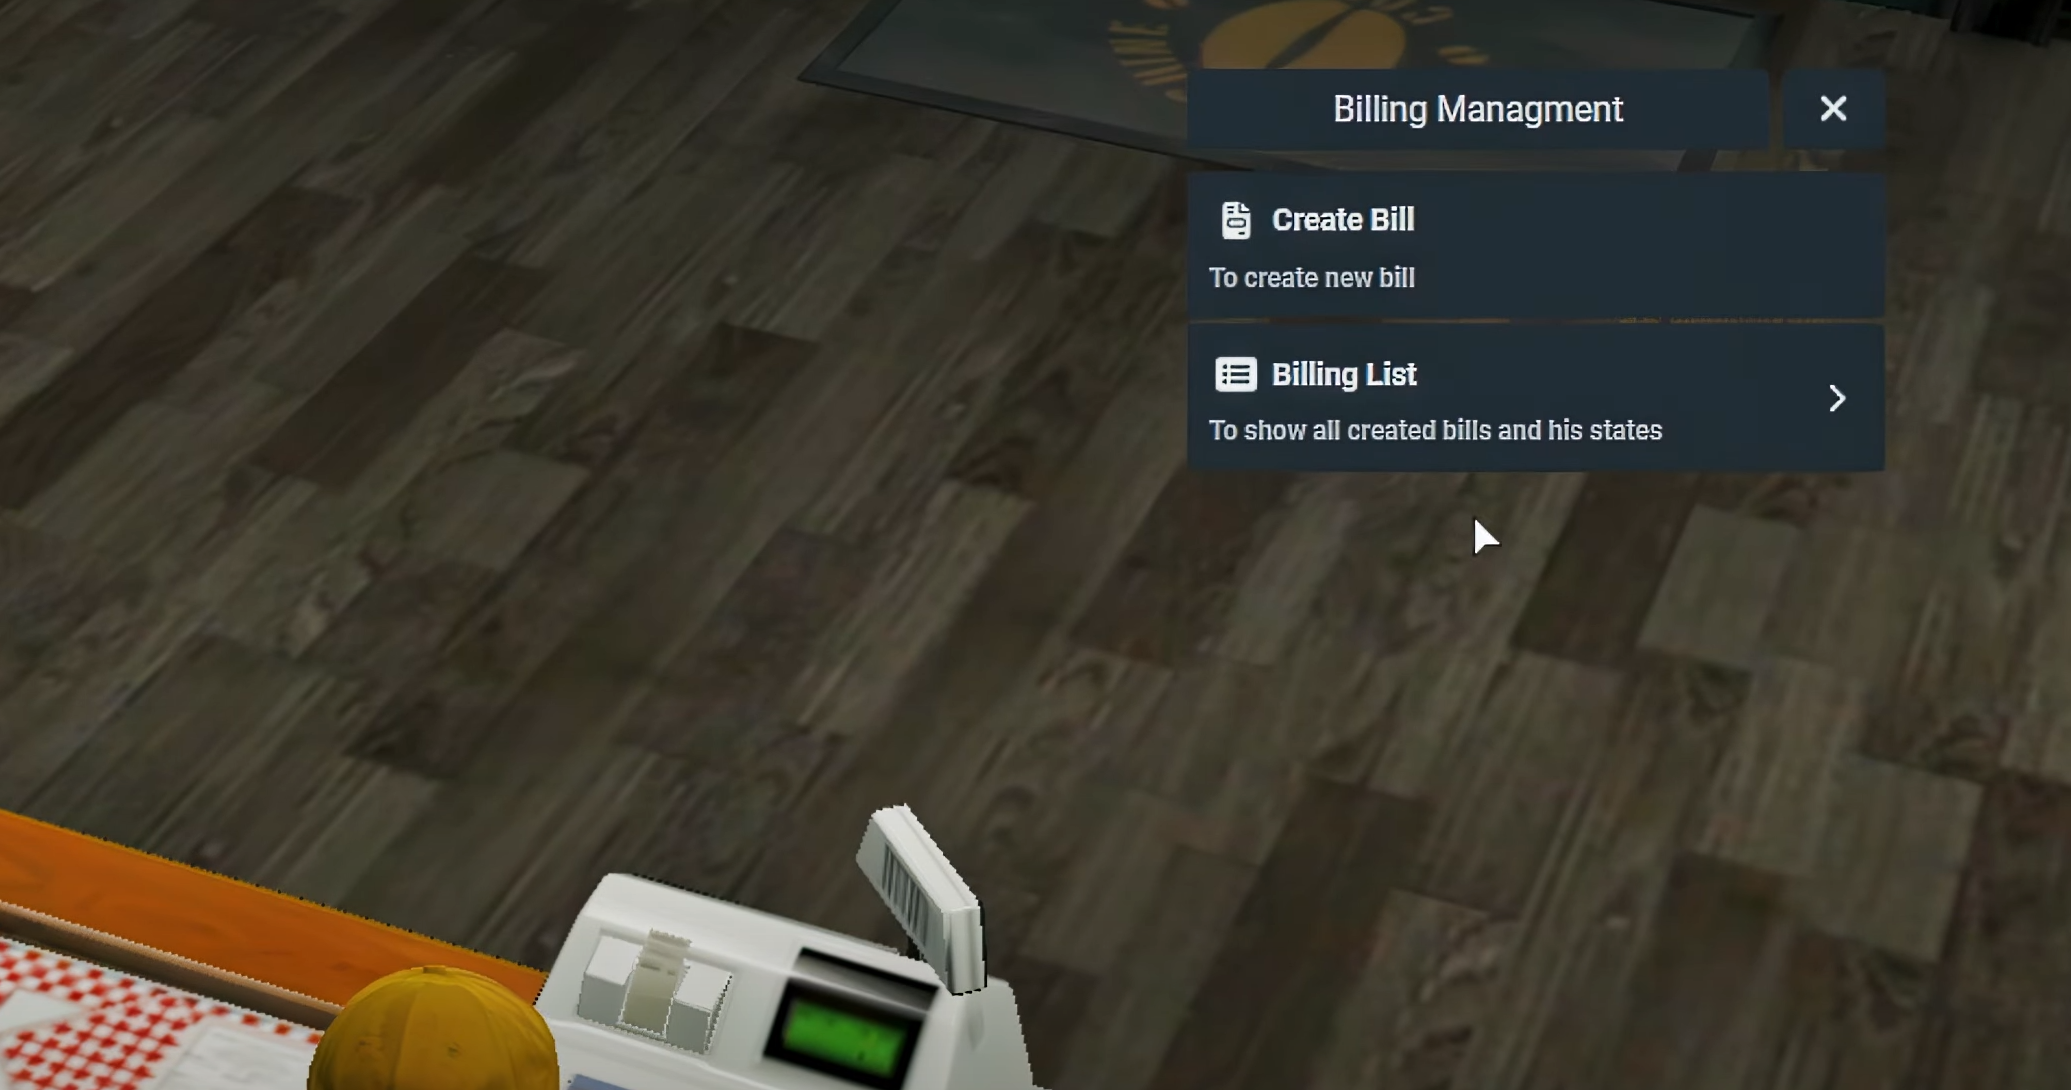 Billing Managment
Create Bill
To create new bill
Billing List
To show all created bills and his states